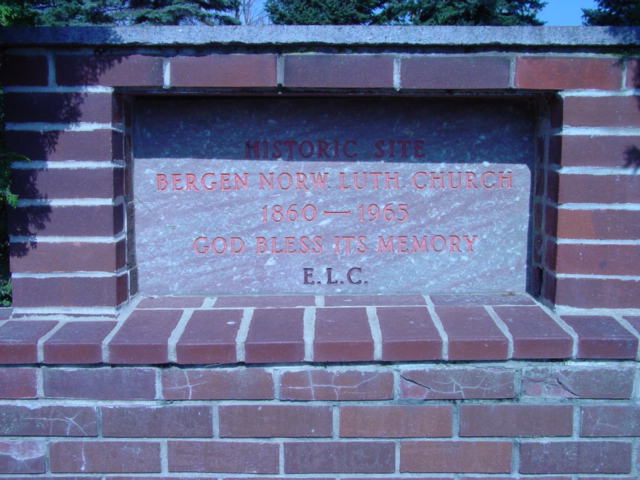 HISTORIC SITE
BERGEN NORW. LUTH. CHURCH
1860—1965
GOD BLESS ITS MEMORY
E.L.C.